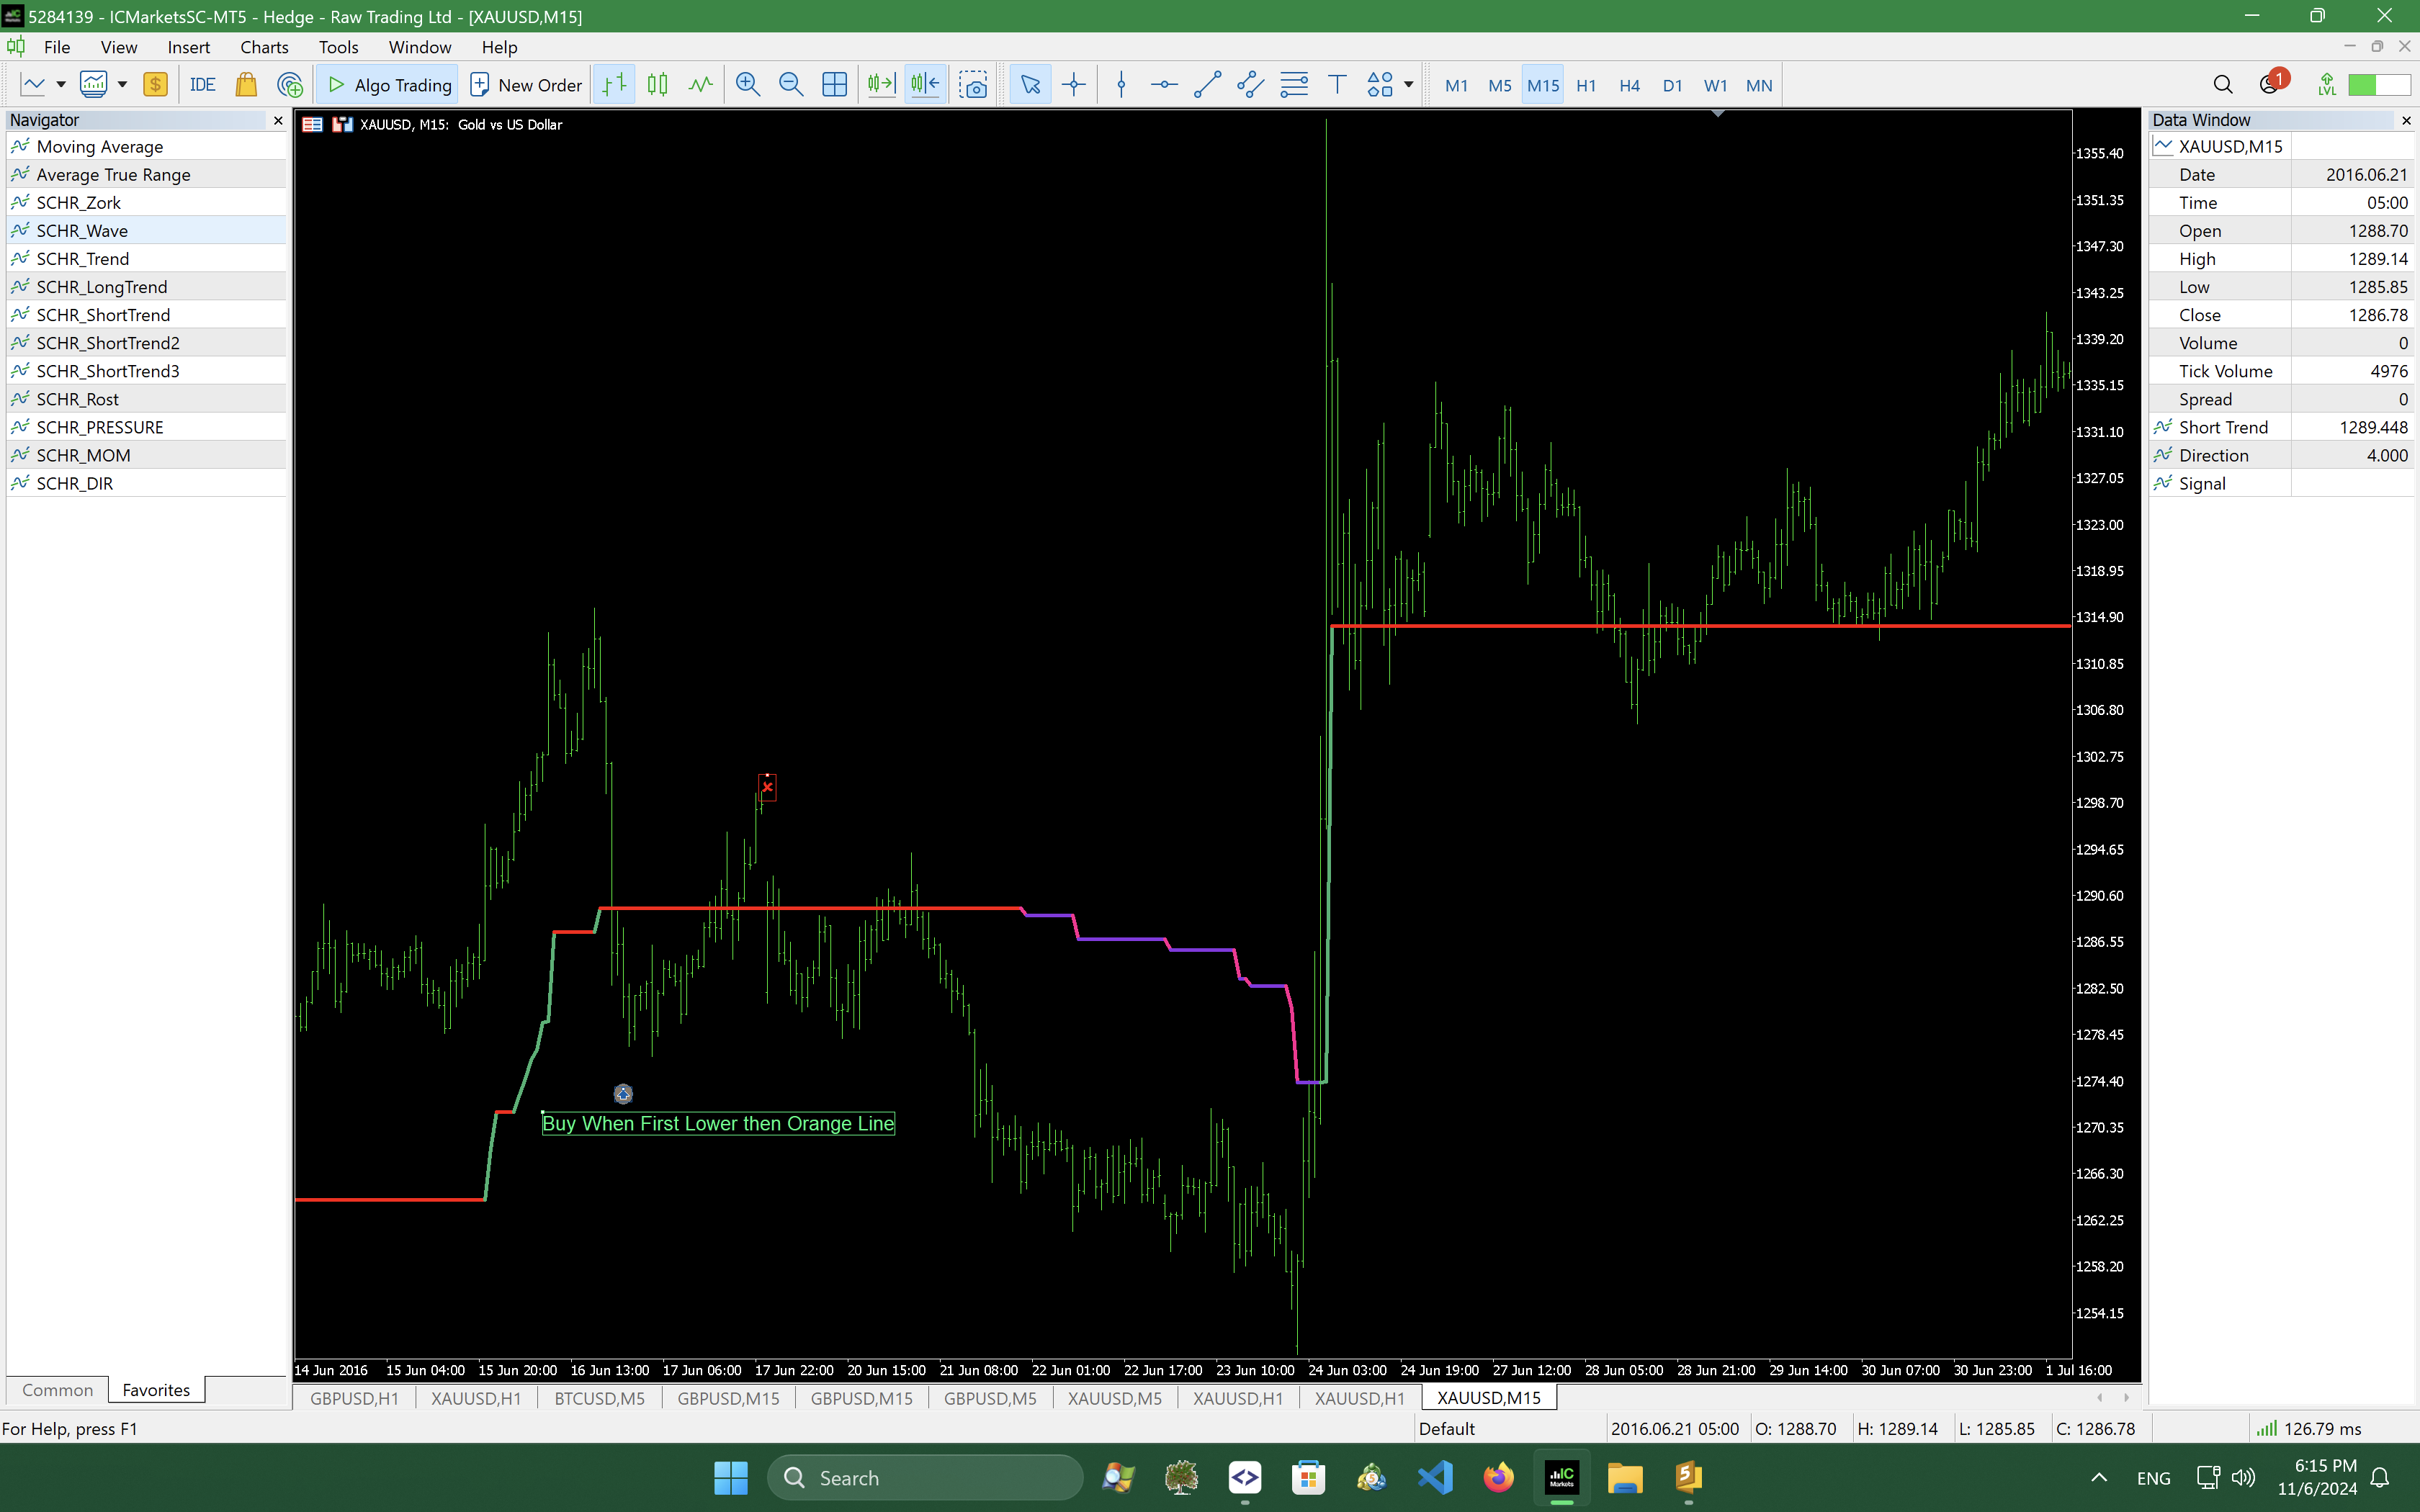 5284139 - ICMarketsSC-MT5 - Hedge - Raw Trading Ltd - [XAUUSD,M15]
File View Insert Charts Tools Window Help
IDE Algo Trading New Order M1 M5 M15 H1 H4 D1 W1 MN 1 LVL
Navigator
Moving Average
Average True Range
SCHR_Zork
SCHR_Wave
SCHR_Trend
SCHR_LongTrend
SCHR_ShortTrend
SCHR_ShortTrend2
SCHR_ShortTrend3
SCHR_Rost
SCHR_PRESSURE
SCHR_MOM
SCHR_DIR
Common Favorites
XAUUSD, M15: Gold vs US Dollar
Buy When First Lower then Orange Line
1355.40
1351.35
1347.30
1343.25
1339.20
1335.15
1331.10
1327.05
1323.00
1318.95
1314.90
1310.85
1306.80
1302.75
1298.70
1294.65
1290.60
1286.55
1282.50
1278.45
1274.40
1270.35
1266.30
1262.25
1258.20
1254.15
14 Jun 2016 15 Jun 04:00 15 Jun 20:00 16 Jun 13:00 17 Jun 06:00 17 Jun 22:00 20 Jun 15:00 21 Jun 08:00 22 Jun 01:00 22 Jun 17:00 23 Jun 10:00 24 Jun 03:00 24 Jun 19:00 27 Jun 12:00 28 Jun 05:00 28 Jun 21:00 29 Jun 14:00 30 Jun 07:00 30 Jun 23:00 1 Jul 16:00
GBPUSD,H1 XAUUSD,H1 BTCUSD,M5 GBPUSD,M15 GBPUSD,M15 GBPUSD,M5 XAUUSD,M5 XAUUSD,H1 XAUUSD,H1 XAUUSD,M15
Data Window
XAUUSD,M15
Date 2016.06.21
Time 05:00
Open 1288.70
High 1289.14
Low 1285.85
Close 1286.78
Volume 0
Tick Volume 4976
Spread 0
Short Trend 1289.448
Direction 4.000
Signal
For Help, press F1 Default 2016.06.21 05:00 O: 1288.70 H: 1289.14 L: 1285.85 C: 1286.78 126.79 ms
Search IC Markets 5 ENG 6:15 PM
11/6/2024